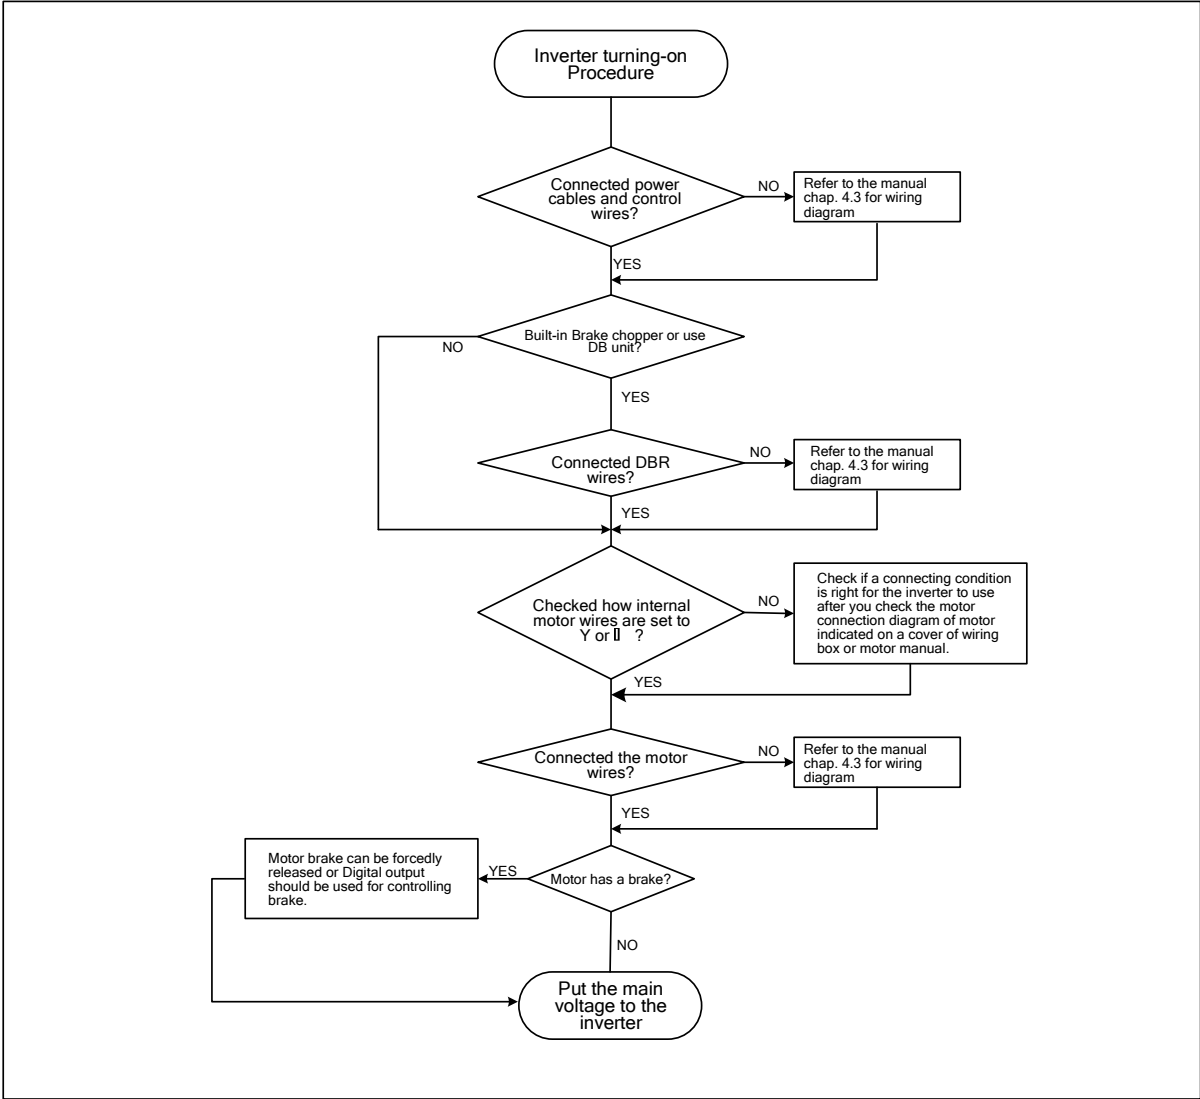 Inverter turning-on
Procedure
Connected power
cables and control
wires?
NO
Refer to the manual
chap. 4.3 for wiring
diagram
YES
Built-in Brake chopper or use
DB unit?
NO
YES
Connected DBR
wires?
NO
Refer to the manual
chap. 4.3 for wiring
diagram
YES
Checked how internal
motor wires are set to
Y or ▯ ?
NO
Check if a connecting condition
is right for the inverter to use
after you check the motor
connection diagram of motor
indicated on a cover of wiring
box or motor manual.
YES
Connected the motor
wires?
NO
Refer to the manual
chap. 4.3 for wiring
diagram
YES
Motor has a brake?
YES
Motor brake can be forcedly
released or Digital output
should be used for controlling
brake.
NO
Put the main
voltage to the
inverter